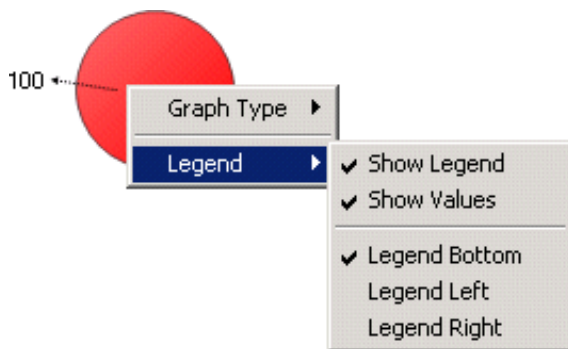 100
Graph Type
Legend
Show Legend
Show Values
Legend Bottom
Legend Left
Legend Right